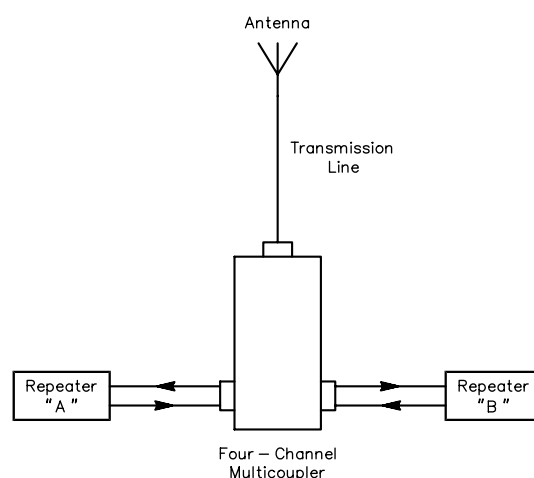 Antenna
Transmission
Line
Repeater
"A"
Repeater
"B"
Four – Channel
Multicoupler